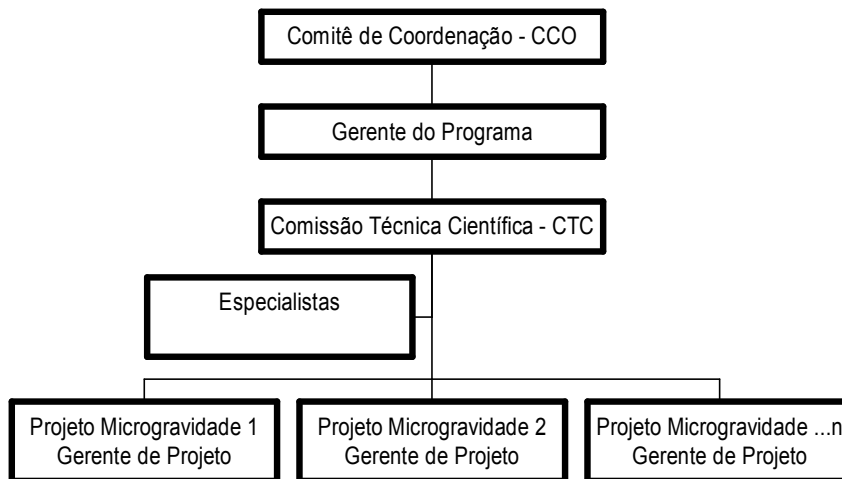 Comitê de Coordenação - CCO
Gerente do Programa
Comissão Técnica Científica - CTC
Especialistas
Projeto Microgravidade 1
Gerente de Projeto
Projeto Microgravidade 2
Gerente de Projeto
Projeto Microgravidade ...n
Gerente de Projeto